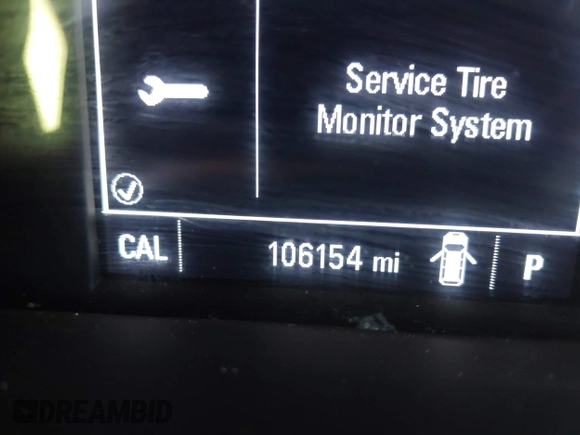 Service Tire
Monitor System
CAL 106154 mi P
DREAMBID